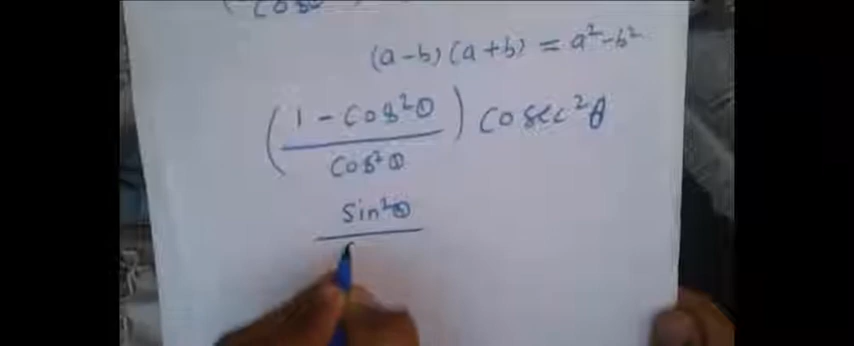 (a-b)(a+b) = a²-b²
(1 - Cos²θ / Cos²θ) Cosec²θ
Sin²θ